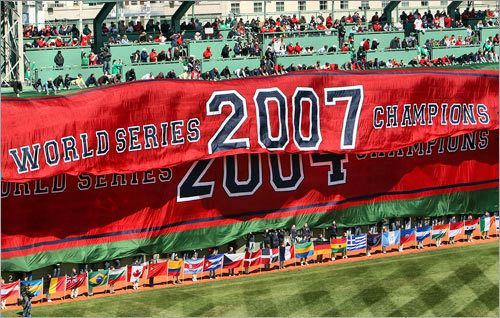 WORLD SERIES 2007 CHAMPIONS
WORLD SERIES 2004 CHAMPIONS